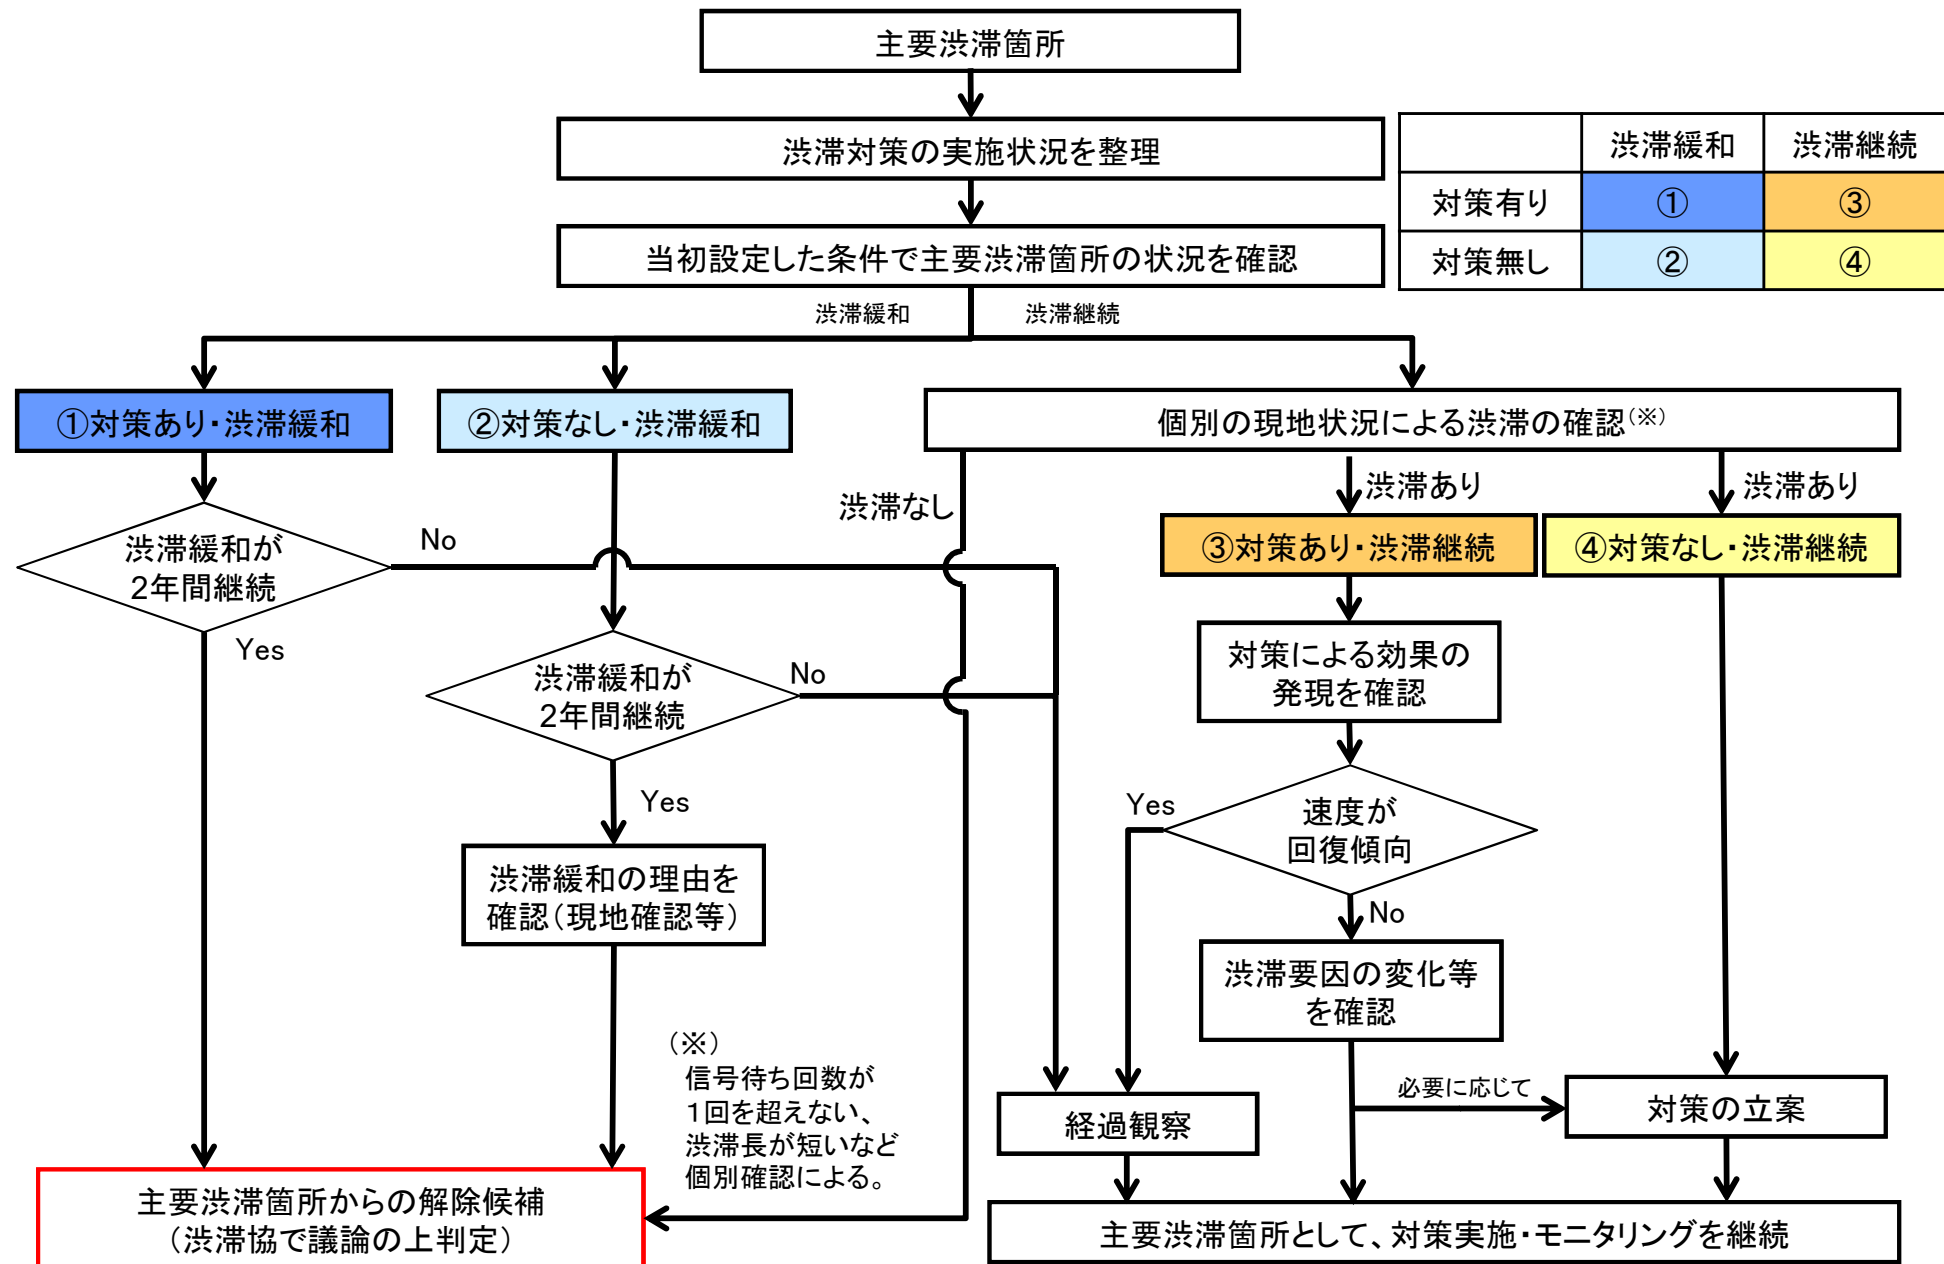 主要渋滞箇所
渋滞対策の実施状況を整理
当初設定した条件で主要渋滞箇所の状況を確認
渋滞緩和 渋滞継続
対策有り ① ③
対策無し ② ④
渋滞緩和
渋滞継続
①対策あり・渋滞緩和
②対策なし・渋滞緩和
個別の現地状況による渋滞の確認(※)
渋滞なし
渋滞あり
渋滞あり
③対策あり・渋滞継続
④対策なし・渋滞継続
渋滞緩和が
2年間継続
No
Yes
渋滞緩和が
2年間継続
No
Yes
対策による効果の
発現を確認
速度が
回復傾向
Yes
No
渋滞緩和の理由を
確認(現地確認等)
渋滞要因の変化等
を確認
(※)
信号待ち回数が
1回を超えない、
渋滞長が短いなど
個別確認による。
必要に応じて
経過観察
対策の立案
主要渋滞箇所からの解除候補
(渋滞協で議論の上判定)
主要渋滞箇所として、対策実施・モニタリングを継続